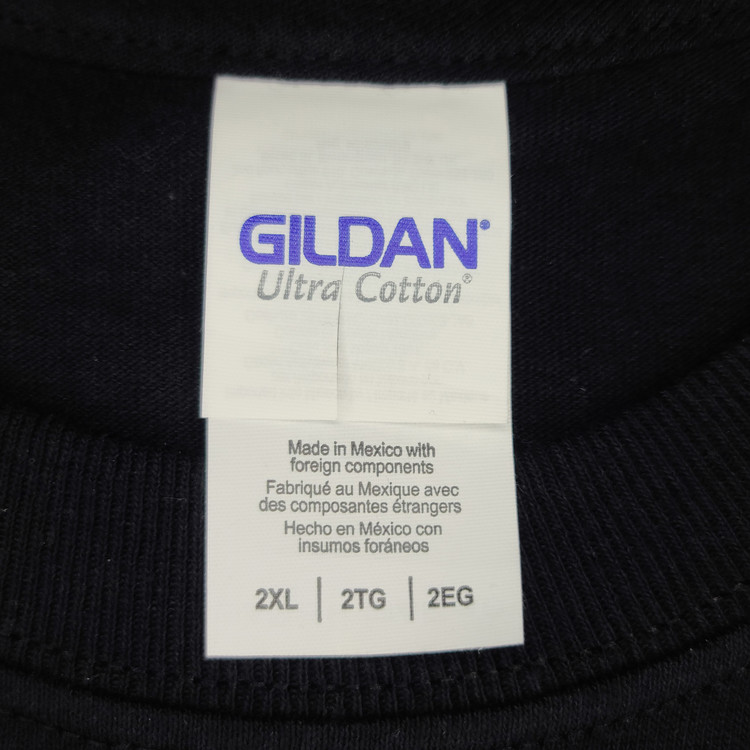 GILDAN®
Ultra Cotton®
Made in Mexico with
foreign components
Fabriqué au Mexique avec
des composantes étrangers
Hecho en México con
insumos foráneos
2XL | 2TG | 2EG